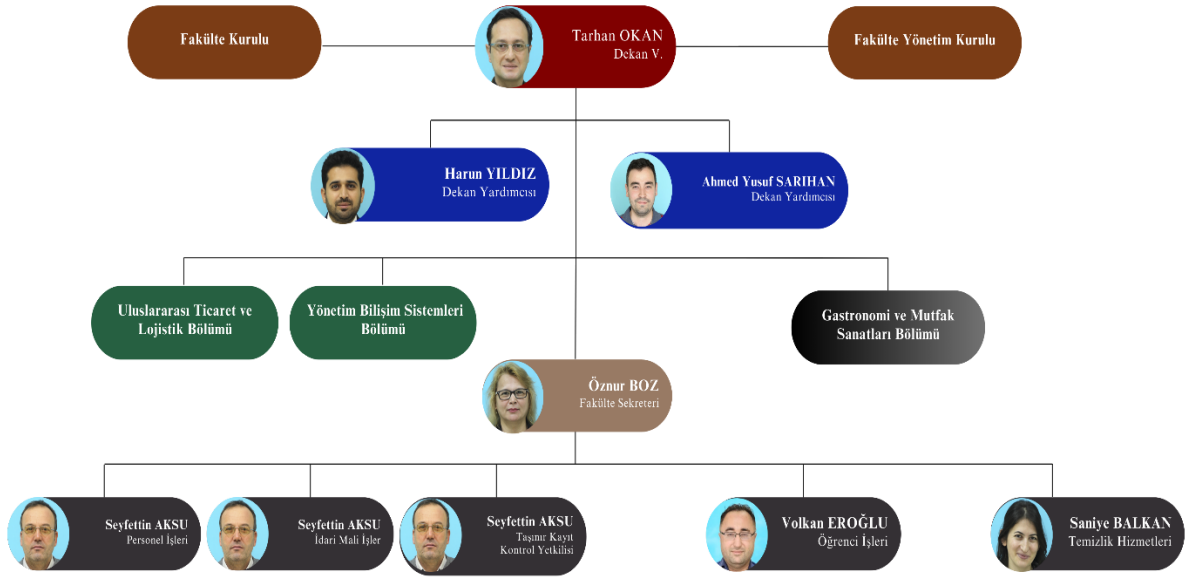 Fakülte Kurulu
Tarhan OKAN
Dekan V.
Fakülte Yönetim Kurulu
Harun YILDIZ
Dekan Yardımcısı
Ahmed Yusuf SARIHAN
Dekan Yardımcısı
Uluslararası Ticaret ve
Lojistik Bölümü
Yönetim Bilişim Sistemleri
Bölümü
Gastronomi ve Mutfak
Sanatları Bölümü
Öznur BOZ
Fakülte Sekreteri
Seyfettin AKSU
Personel İşleri
Seyfettin AKSU
İdari Mali İşler
Seyfettin AKSU
Taşınır Kayıt
Kontrol Yetkilisi
Volkan EROĞLU
Öğrenci İşleri
Saniye BALKAN
Temizlik Hizmetleri